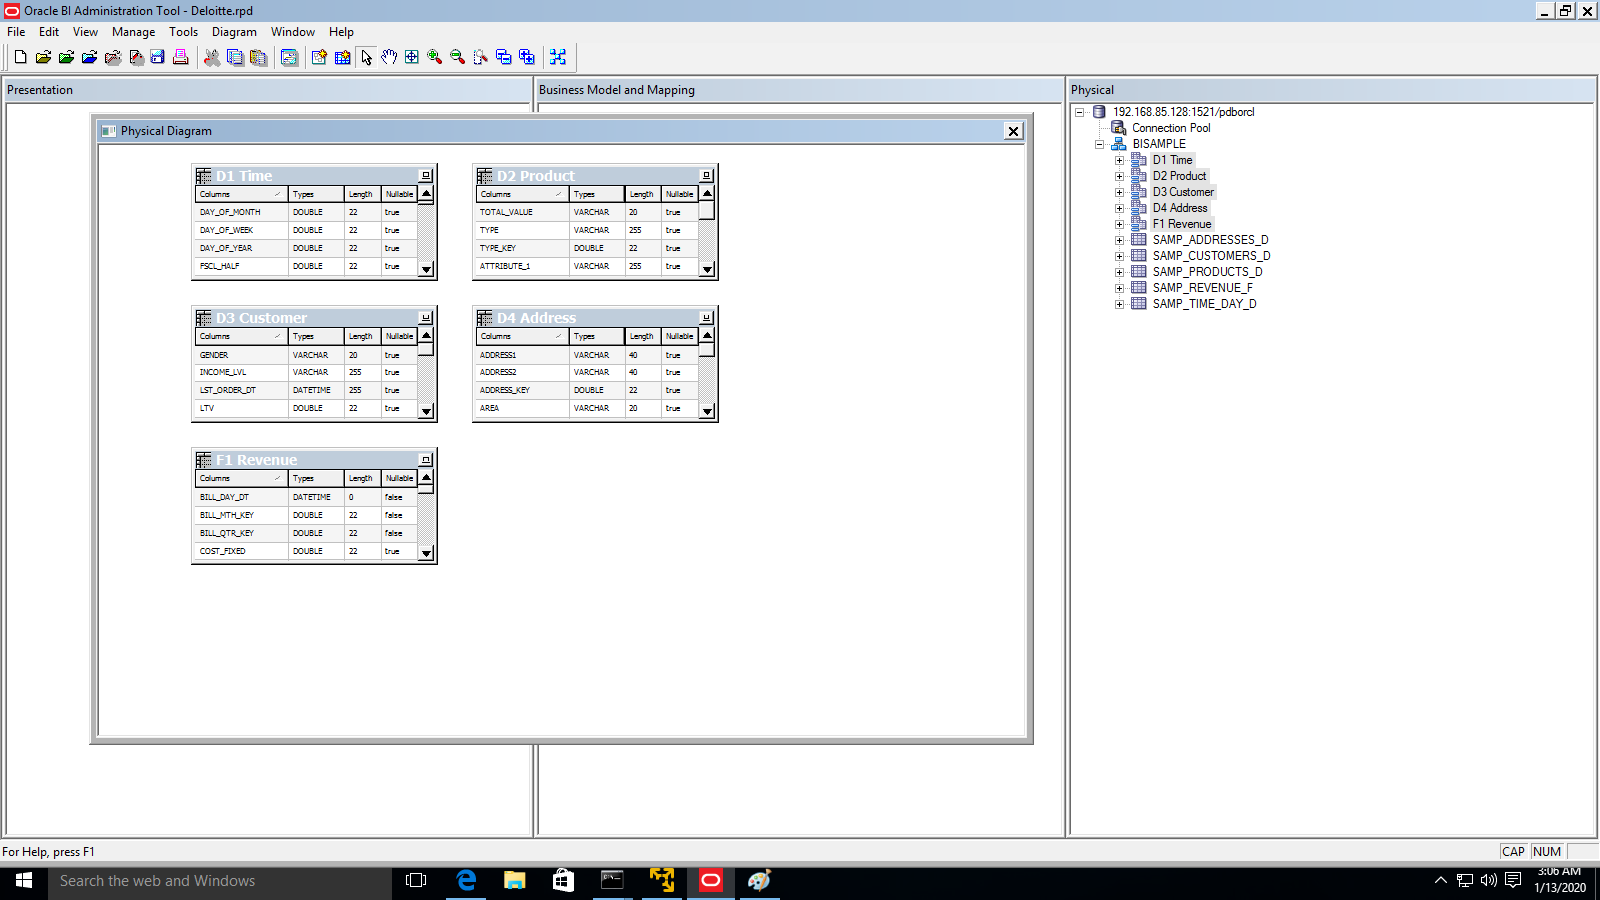 Oracle BI Administration Tool - Deloitte.rpd
File Edit View Manage Tools Diagram Window Help
Presentation
Business Model and Mapping
Physical
Physical Diagram
D1 Time
Columns Types Length Nullable
DAY_OF_MONTH DOUBLE 22 true
DAY_OF_WEEK DOUBLE 22 true
DAY_OF_YEAR DOUBLE 22 true
FSCL_HALF DOUBLE 22 true
D2 Product
Columns Types Length Nullable
TOTAL_VALUE VARCHAR 20 true
TYPE VARCHAR 255 true
TYPE_KEY DOUBLE 22 true
ATTRIBUTE_1 VARCHAR 255 true
D3 Customer
Columns Types Length Nullable
GENDER VARCHAR 20 true
INCOME_LVL VARCHAR 255 true
LST_ORDER_DT DATETIME 255 true
LTV DOUBLE 22 true
D4 Address
Columns Types Length Nullable
ADDRESS1 VARCHAR 40 true
ADDRESS2 VARCHAR 40 true
ADDRESS_KEY DOUBLE 22 true
AREA VARCHAR 20 true
F1 Revenue
Columns Types Length Nullable
BILL_DAY_DT DATETIME 0 false
BILL_MTH_KEY DOUBLE 22 false
BILL_QTR_KEY DOUBLE 22 false
COST_FIXED DOUBLE 22 true
192.168.85.128:1521/pdborcl
Connection Pool
BISAMPLE
D1 Time
D2 Product
D3 Customer
D4 Address
F1 Revenue
SAMP_ADDRESSES_D
SAMP_CUSTOMERS_D
SAMP_PRODUCTS_D
SAMP_REVENUE_F
SAMP_TIME_DAY_D
For Help, press F1
CAP NUM
Search the web and Windows
3:06 AM
1/13/2020